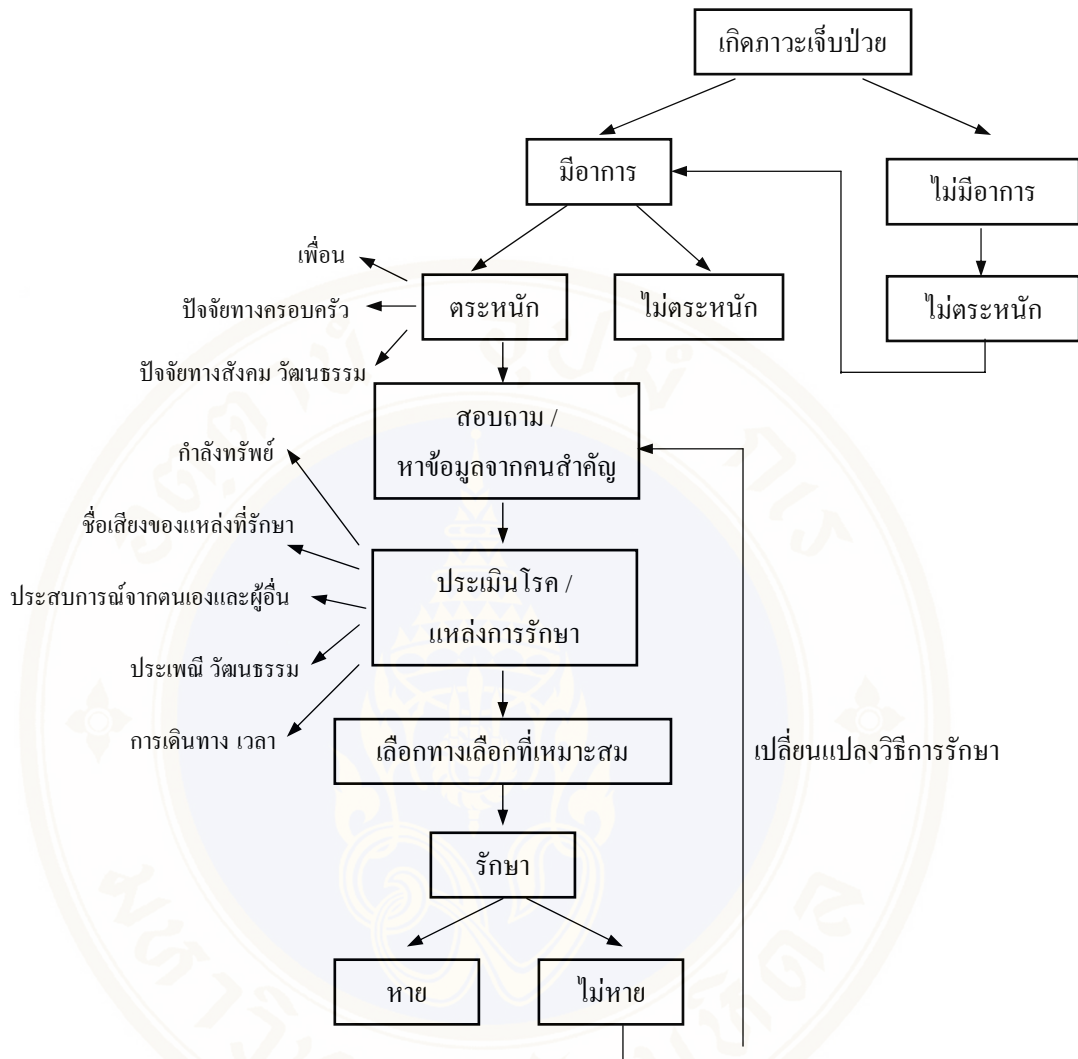 เกิดภาวะเจ็บป่วย
มีอาการ
ไม่มีอาการ
เพื่อน
ปัจจัยทางครอบครัว
ตระหนัก
ไม่ตระหนัก
ไม่ตระหนัก
ปัจจัยทางสังคม วัฒนธรรม
สอบถาม /
หาข้อมูลจากคนสำคัญ
กำลังทรัพย์
ชื่อเสียงของแหล่งที่รักษา
ประสบการณ์จากตนเองและผู้อื่น
ประเมินโรค /
แหล่งการรักษา
ประเพณี วัฒนธรรม
การเดินทาง เวลา
เลือกทางเลือกที่เหมาะสม
เปลี่ยนแปลงวิธีการรักษา
รักษา
หาย
ไม่หาย